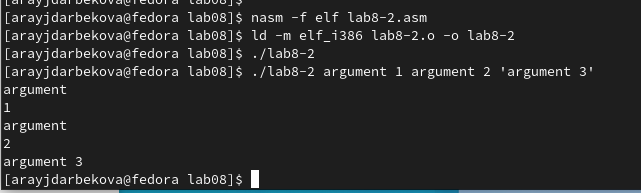 [arayjdarbekova@fedora lab08]$ nasm -f elf lab8-2.asm
[arayjdarbekova@fedora lab08]$ ld -m elf_i386 lab8-2.o -o lab8-2
[arayjdarbekova@fedora lab08]$ ./lab8-2
[arayjdarbekova@fedora lab08]$ ./lab8-2 argument 1 argument 2 'argument 3'
argument
1
argument
2
argument 3
[arayjdarbekova@fedora lab08]$